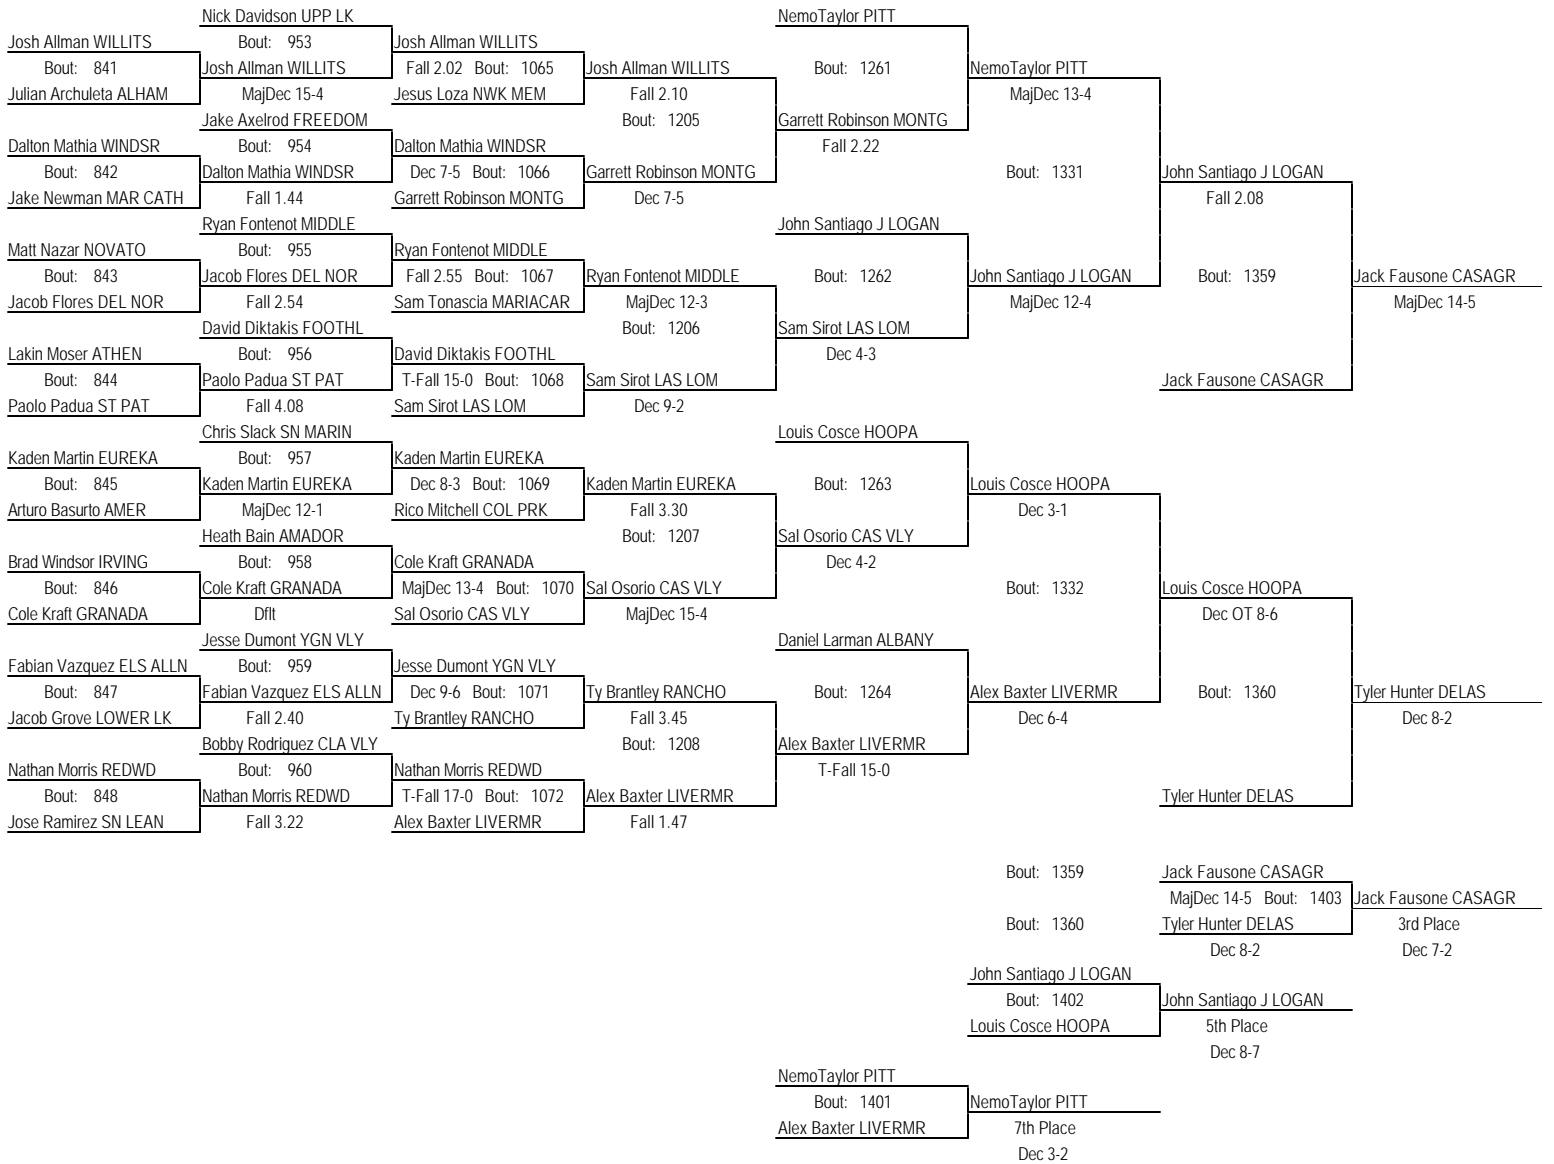 Nick Davidson UPP LK NemoTaylor PITT
Josh Allman WILLITS Bout: 953 Josh Allman WILLITS
Bout: 841 Josh Allman WILLITS Fall 2.02 Bout: 1065 Josh Allman WILLITS Bout: 1261 NemoTaylor PITT
Julian Archuleta ALHAM MajDec 15-4 Jesus Loza NWK MEM Fall 2.10 MajDec 13-4
Jake Axelrod FREEDOM Bout: 1205 Garrett Robinson MONTG
Dalton Mathia WINDSR Bout: 954 Dalton Mathia WINDSR Fall 2.22
Bout: 842 Dalton Mathia WINDSR Dec 7-5 Bout: 1066 Garrett Robinson MONTG Bout: 1331 John Santiago J LOGAN
Jake Newman MAR CATH Fall 1.44 Garrett Robinson MONTG Dec 7-5 Fall 2.08
Ryan Fontenot MIDDLE John Santiago J LOGAN
Matt Nazar NOVATO Bout: 955 Ryan Fontenot MIDDLE
Bout: 843 Jacob Flores DEL NOR Fall 2.55 Bout: 1067 Ryan Fontenot MIDDLE Bout: 1262 John Santiago J LOGAN Bout: 1359 Jack Fausone CASAGR
Jacob Flores DEL NOR Fall 2.54 Sam Tonascia MARIACAR MajDec 12-3 MajDec 12-4 MajDec 14-5
David Diktakis FOOTHL Bout: 1206 Sam Sirot LAS LOM
Lakin Moser ATHEN Bout: 956 David Diktakis FOOTHL Dec 4-3
Bout: 844 Paolo Padua ST PAT T-Fall 15-0 Bout: 1068 Sam Sirot LAS LOM Jack Fausone CASAGR
Paolo Padua ST PAT Fall 4.08 Sam Sirot LAS LOM Dec 9-2
Chris Slack SN MARIN Louis Cosce HOOPA
Kaden Martin EUREKA Bout: 957 Kaden Martin EUREKA
Bout: 845 Kaden Martin EUREKA Dec 8-3 Bout: 1069 Kaden Martin EUREKA Bout: 1263 Louis Cosce HOOPA
Arturo Basurto AMER MajDec 12-1 Rico Mitchell COL PRK Fall 3.30 Dec 3-1
Heath Bain AMADOR Bout: 1207 Sal Osorio CAS VLY
Brad Windsor IRVING Bout: 958 Cole Kraft GRANADA Dec 4-2
Bout: 846 Cole Kraft GRANADA MajDec 13-4 Bout: 1070 Sal Osorio CAS VLY Bout: 1332 Louis Cosce HOOPA
Cole Kraft GRANADA Dflt Sal Osorio CAS VLY MajDec 15-4 Dec OT 8-6
Jesse Dumont YGN VLY Daniel Larman ALBANY
Fabian Vazquez ELS ALLN Bout: 959 Jesse Dumont YGN VLY
Bout: 847 Fabian Vazquez ELS ALLN Dec 9-6 Bout: 1071 Ty Brantley RANCHO Bout: 1264 Alex Baxter LIVERMR Bout: 1360 Tyler Hunter DELAS
Jacob Grove LOWER LK Fall 2.40 Ty Brantley RANCHO Fall 3.45 Dec 6-4 Dec 8-2
Bobby Rodriguez CLA VLY Bout: 1208 Alex Baxter LIVERMR
Nathan Morris REDWD Bout: 960 Nathan Morris REDWD T-Fall 15-0
Bout: 848 Nathan Morris REDWD T-Fall 17-0 Bout: 1072 Alex Baxter LIVERMR Tyler Hunter DELAS
Jose Ramirez SN LEAN Fall 3.22 Alex Baxter LIVERMR Fall 1.47
Bout: 1359 Jack Fausone CASAGR
MajDec 14-5 Bout: 1403 Jack Fausone CASAGR
Bout: 1360 Tyler Hunter DELAS 3rd Place
Dec 8-2 Dec 7-2
John Santiago J LOGAN
Bout: 1402 John Santiago J LOGAN
Louis Cosce HOOPA 5th Place
Dec 8-7
NemoTaylor PITT
Bout: 1401 NemoTaylor PITT
Alex Baxter LIVERMR 7th Place
Dec 3-2